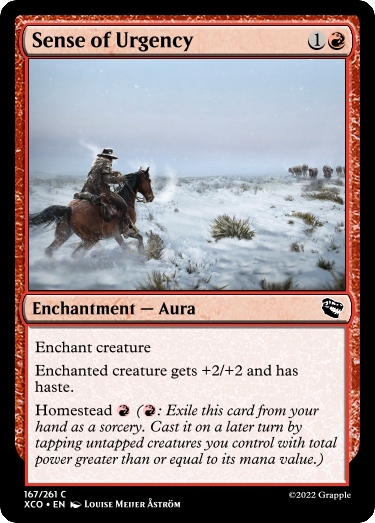 Sense of Urgency 1
Enchantment — Aura
Enchant creature
Enchanted creature gets +2/+2 and has
haste.
Homestead (: Exile this card from your
hand as a sorcery. Cast it on a later turn by
tapping untapped creatures you control with total
power greater than or equal to its mana value.)
167/261 C
XCO • EN Louise Meijer Åström
©2022 Grapple